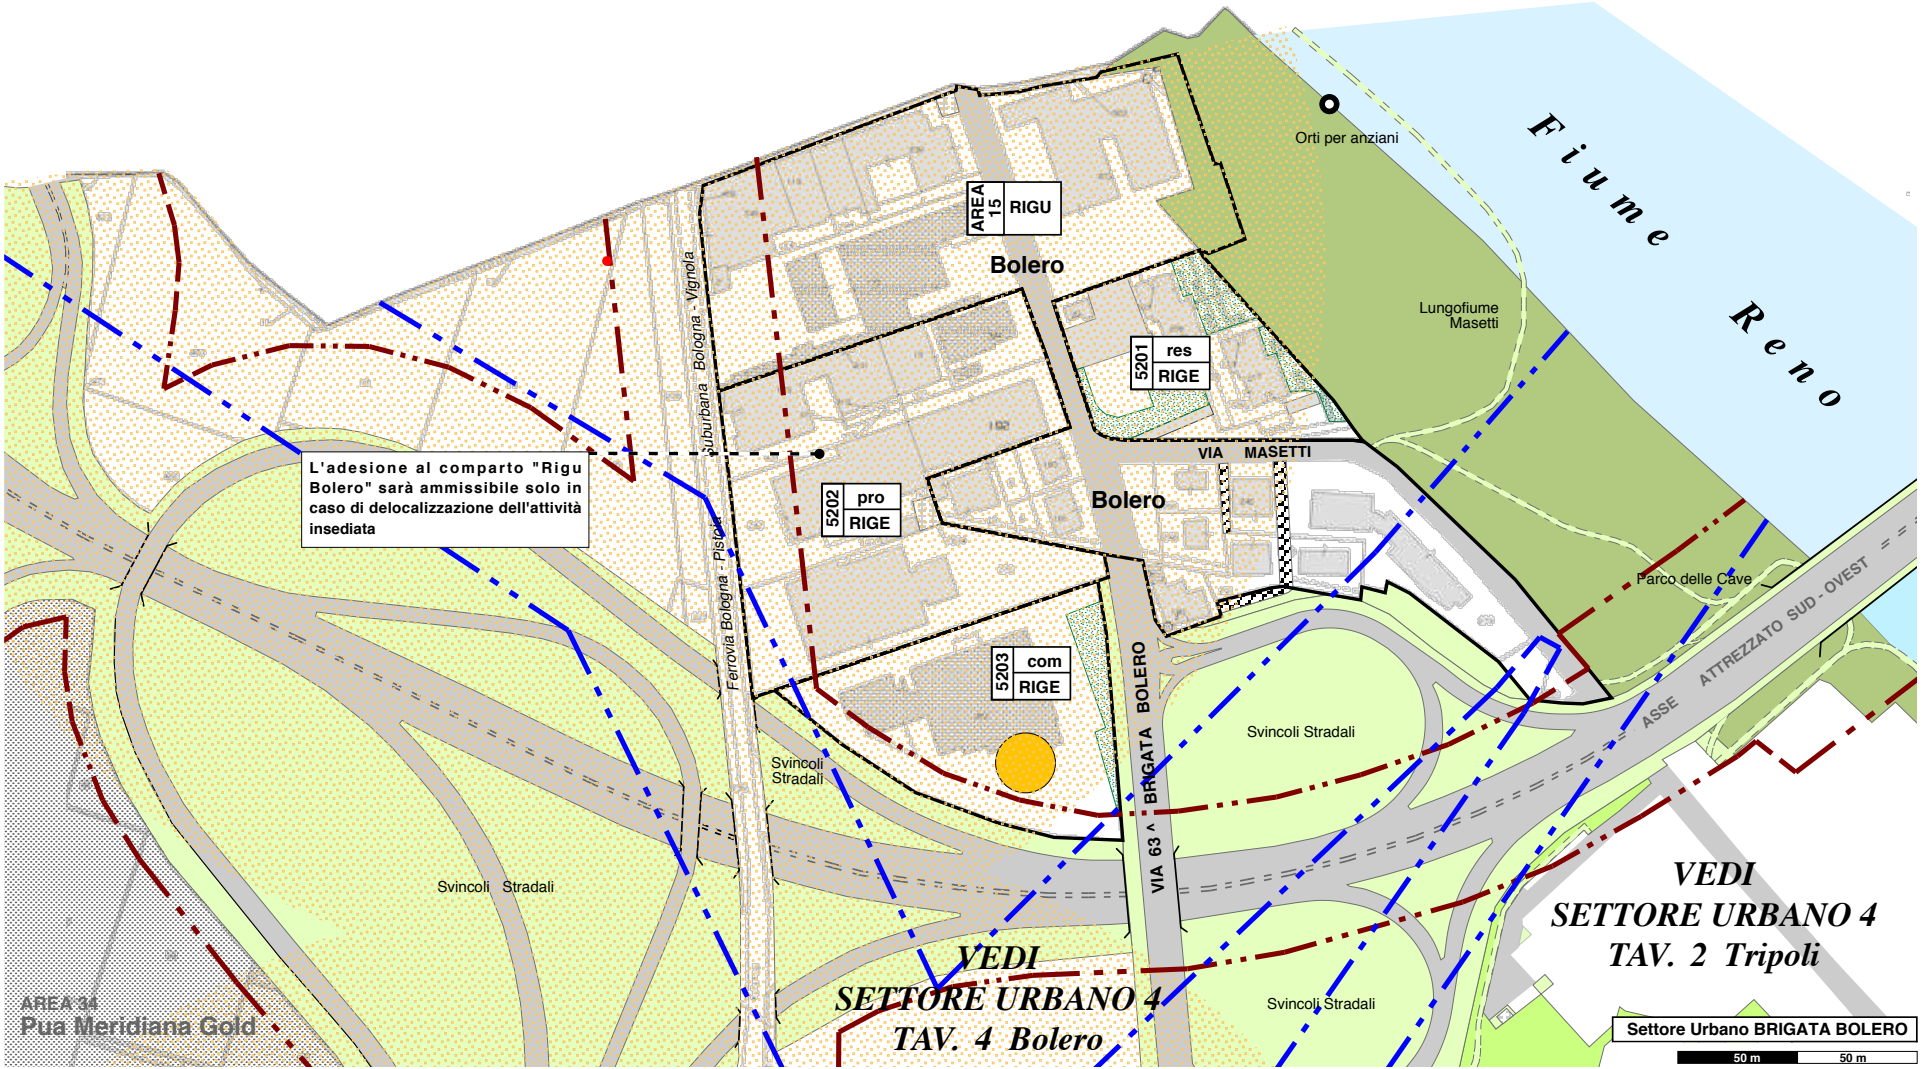 Fiume
Reno
Orti per anziani
AREA
15
RIGU
Bolero
Lungofiume
Masetti
5201
res
RIGE
Suburbana Bologna - Vignola
Ferrovia Bologna - Pistoia
VIA MASETTI
L'adesione al comparto "Rigu
Bolero" sarà ammissibile solo in
caso di delocalizzazione dell'attività
insediata
5202
pro
RIGE
Bolero
Parco delle Cave
ASSE ATTREZZATO SUD - OVEST
5203
com
RIGE
VIA 63 ^ BRIGATA BOLERO
Svincoli Stradali
Svincoli
Stradali
Svincoli Stradali
VEDI
SETTORE URBANO 4
TAV. 2 Tripoli
VEDI
SETTORE URBANO 4
TAV. 4 Bolero
Svincoli Stradali
AREA 34
Pua Meridiana Gold
Settore Urbano BRIGATA BOLERO
50 m 50 m